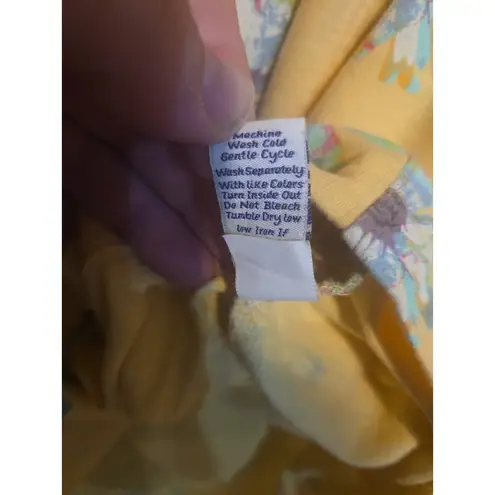 Machine
Wash Cold
Gentle Cycle
Wash Separately
With like Colors
Turn Inside Out
Do Not Bleach
Tumble Dry low
low Iron If